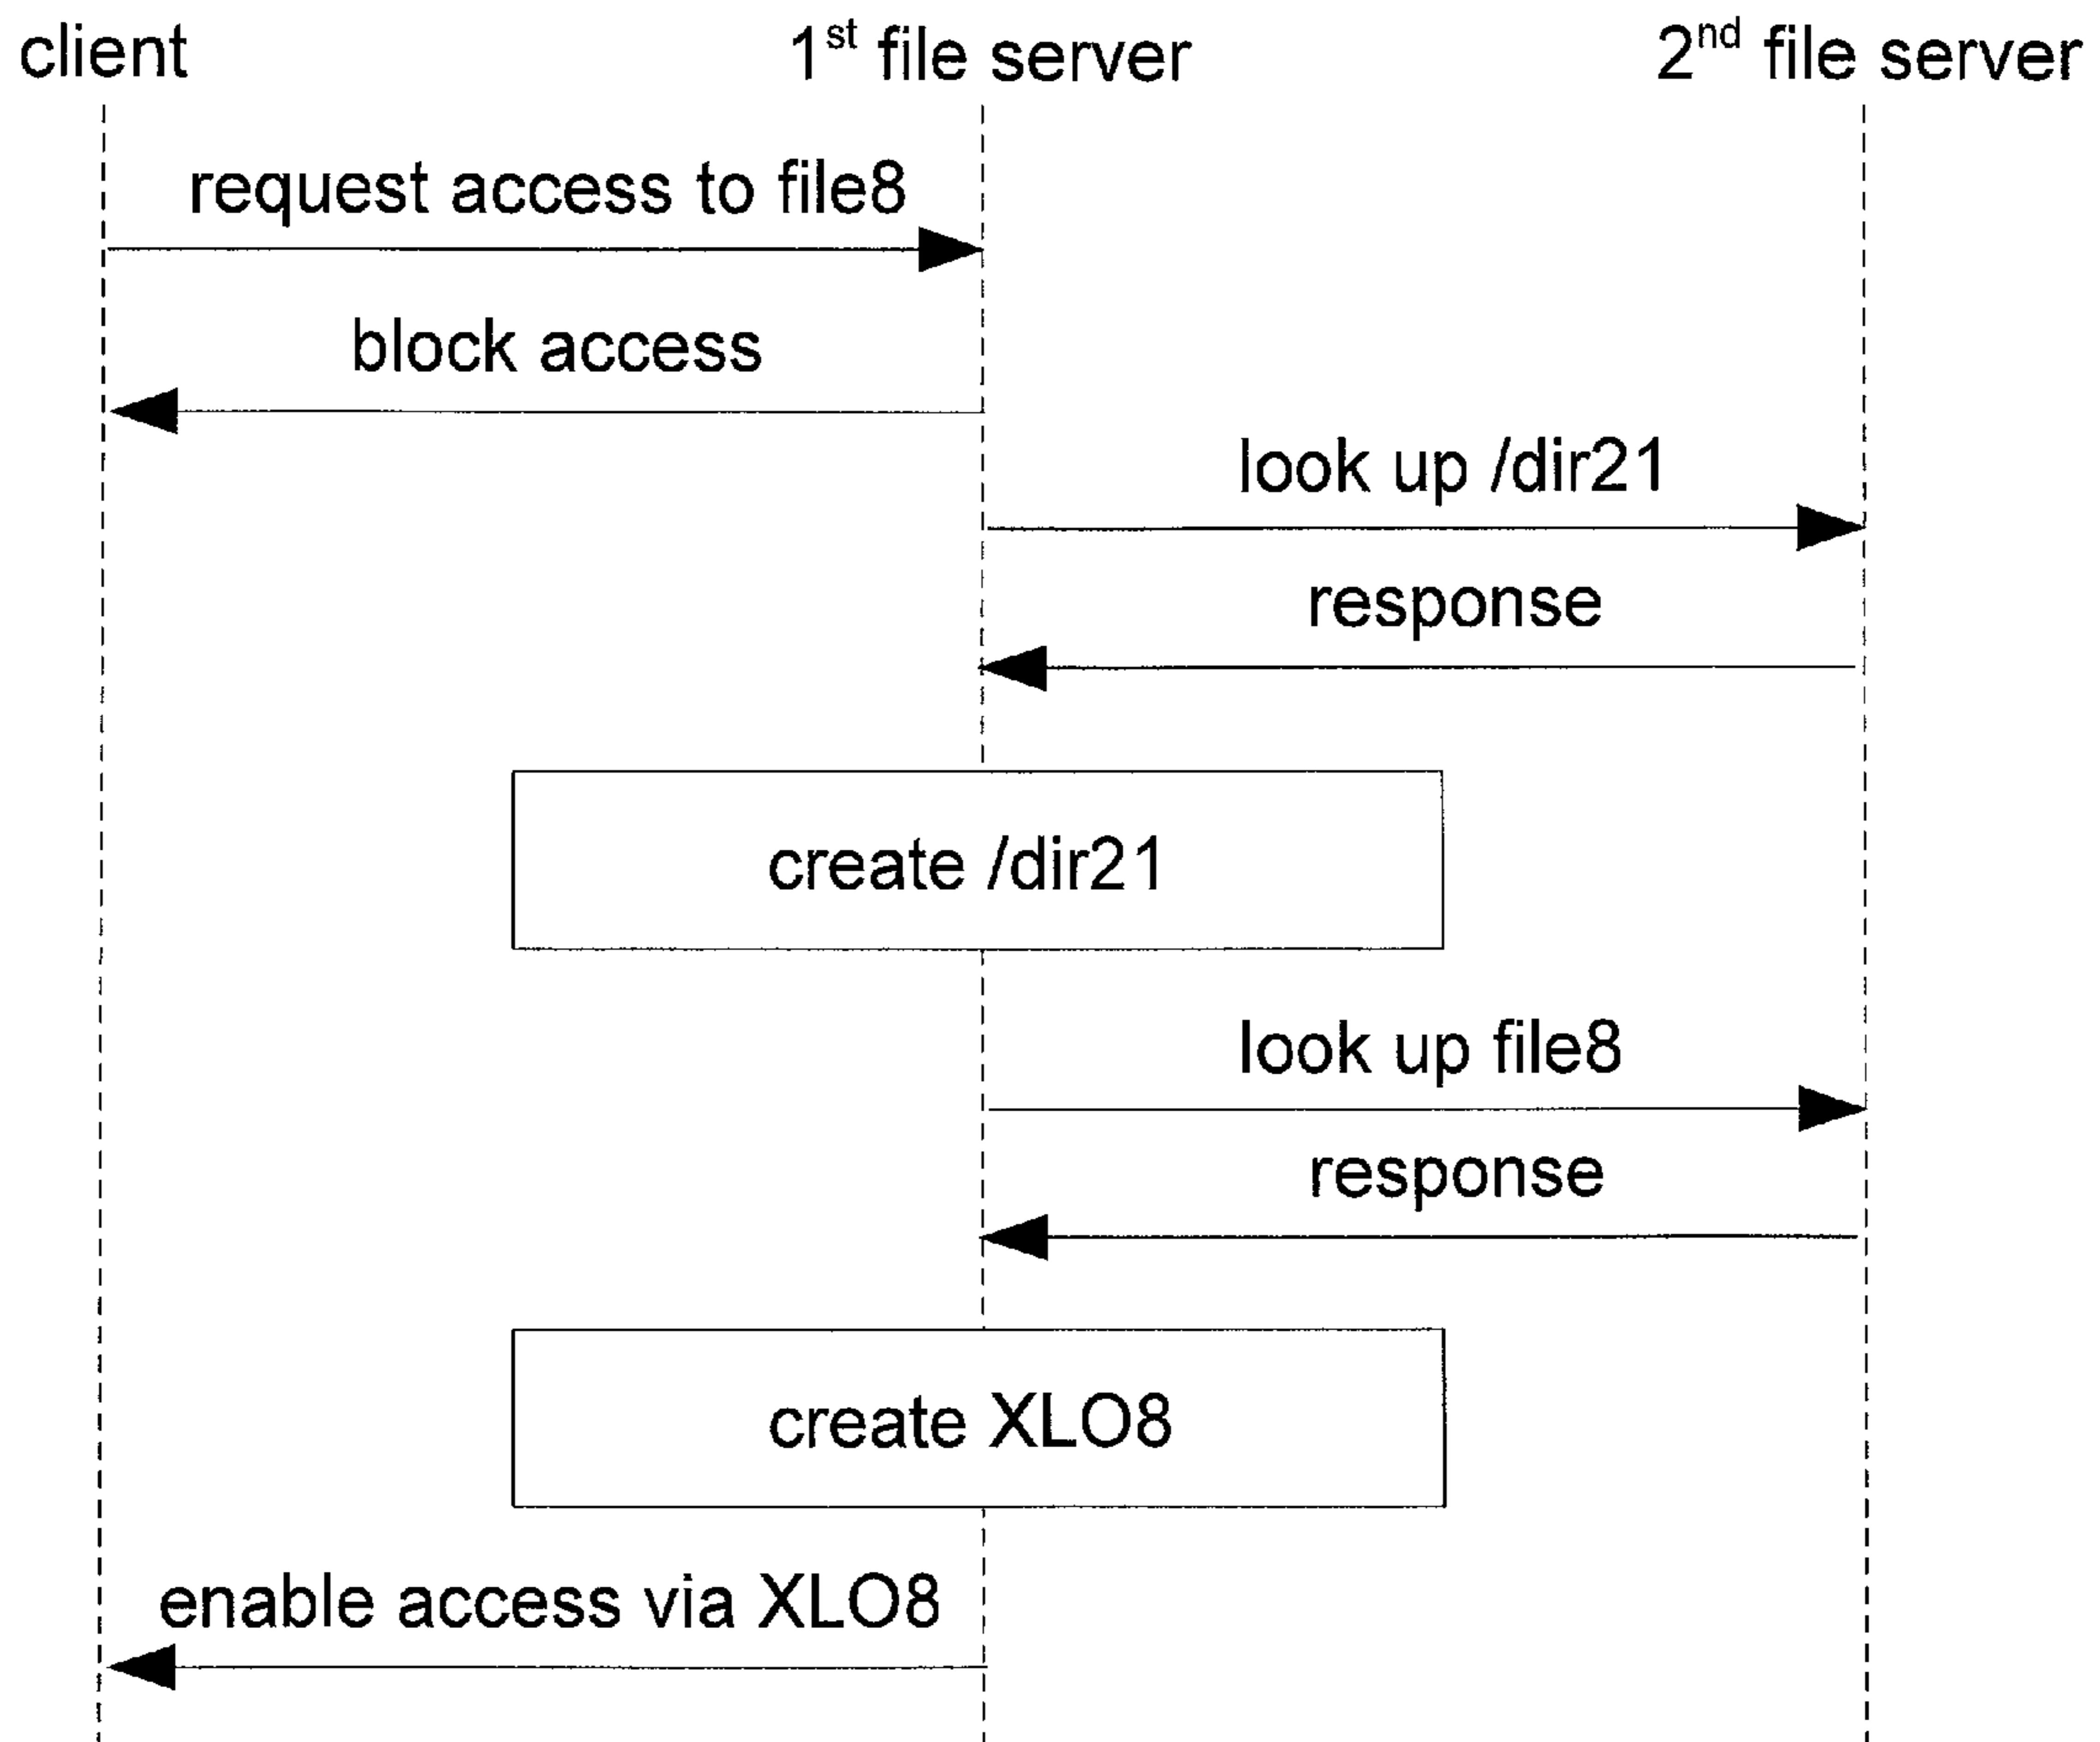 client 1st file server 2nd file server
request access to file8
block access
look up /dir21
response
create /dir21
look up file8
response
create XLO8
enable access via XLO8